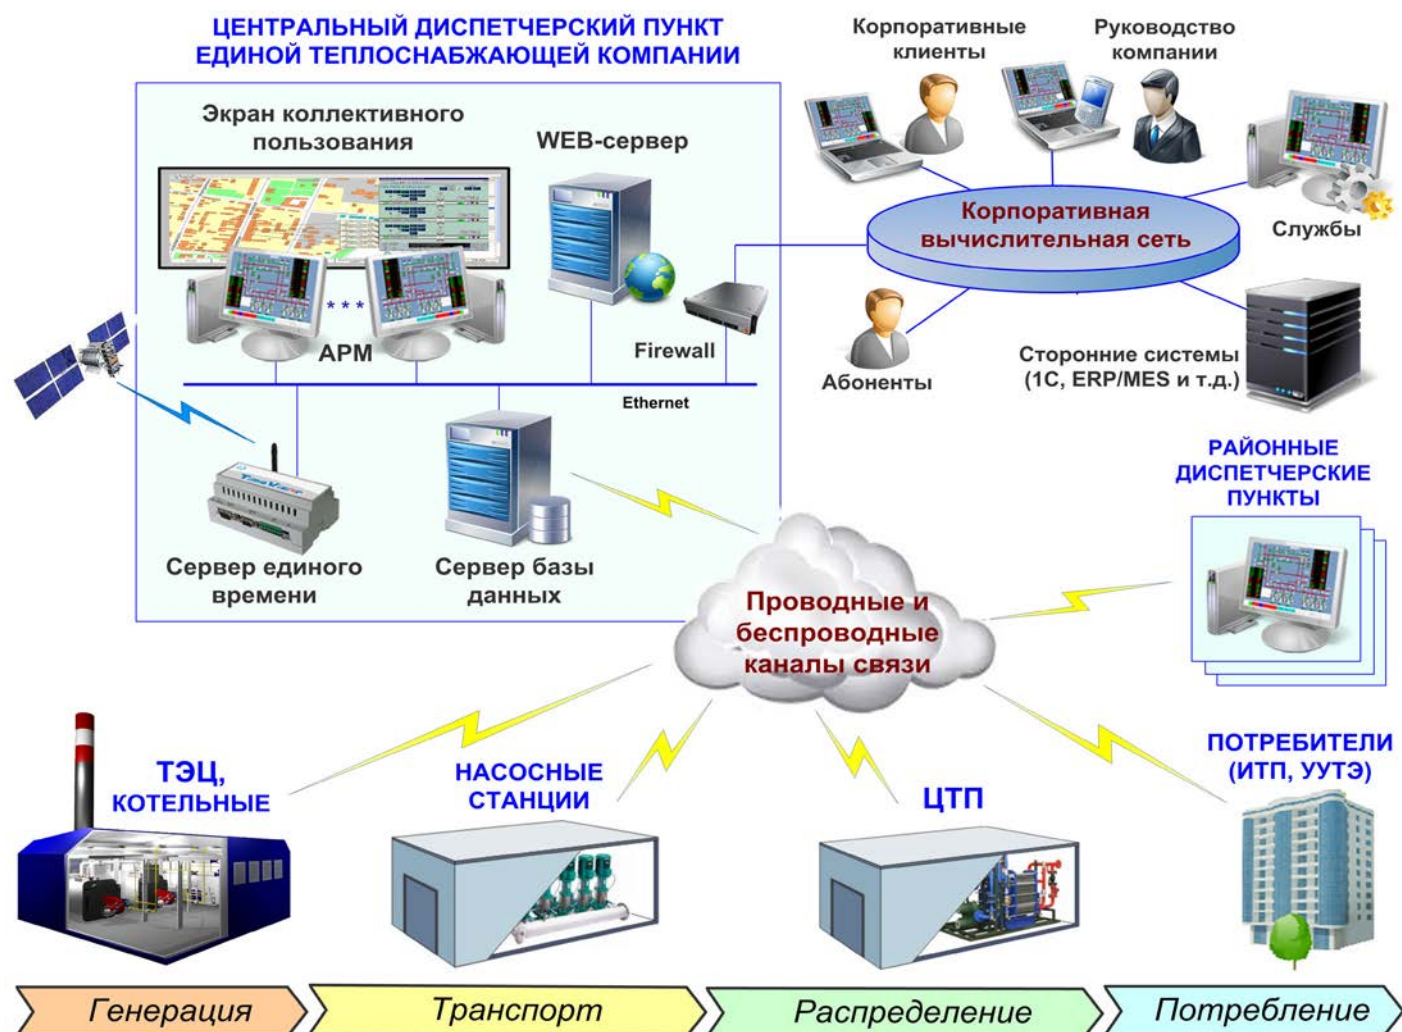 ЦЕНТРАЛЬНЫЙ ДИСПЕТЧЕРСКИЙ ПУНКТ
ЕДИНОЙ ТЕПЛОСНАБЖАЮЩЕЙ КОМПАНИИ
Экран коллективного
пользования
WEB-сервер
* * *
АРМ
Firewall
Ethernet
Сервер единого
времени
Сервер базы
данных
Корпоративные
клиенты
Руководство
компании
Корпоративная
вычислительная сеть
Службы
Абоненты
Сторонние системы
(1С, ERP/MES и т.д.)
РАЙОННЫЕ
ДИСПЕТЧЕРСКИЕ
ПУНКТЫ
Проводные и
беспроводные
каналы связи
ТЭЦ,
КОТЕЛЬНЫЕ
НАСОСНЫЕ
СТАНЦИИ
ЦТП
ПОТРЕБИТЕЛИ
(ИТП, УУТЭ)
Генерация
Транспорт
Распределение
Потребление